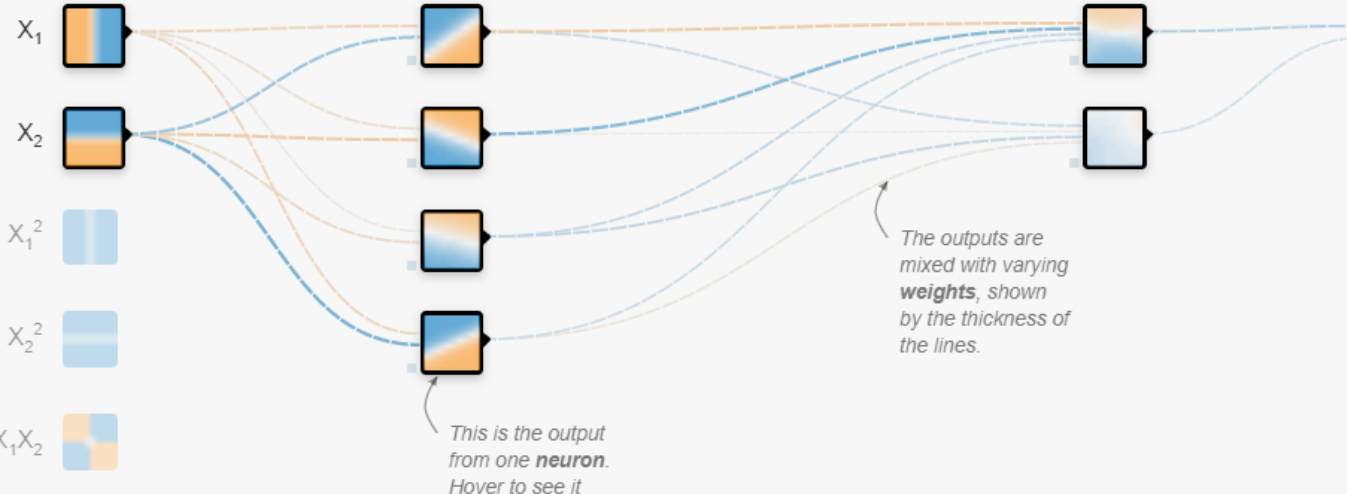 X₁
X₂
X₁²
X₂²
X₁X₂
The outputs are
mixed with varying
weights, shown
by the thickness of
the lines.
This is the output
from one neuron.
Hover to see it